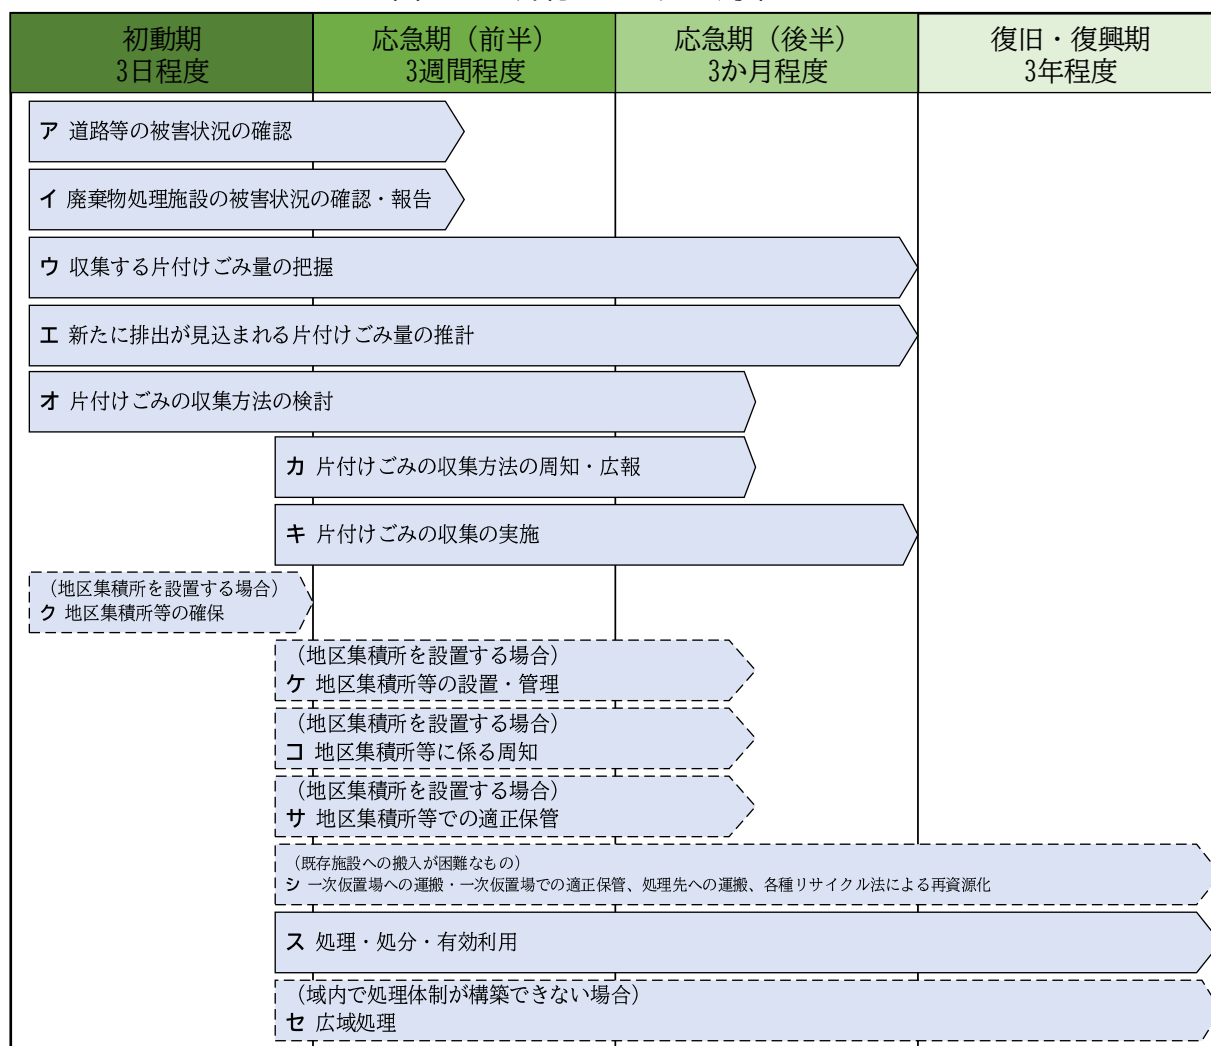 初動期
3日程度
応急期（前半）
3週間程度
応急期（後半）
3か月程度
復旧・復興期
3年程度
ア 道路等の被害状況の確認
イ 廃棄物処理施設の被害状況の確認・報告
ウ 収集する片付けごみ量の把握
エ 新たに排出が見込まれる片付けごみ量の推計
オ 片付けごみの収集方法の検討
カ 片付けごみの収集方法の周知・広報
キ 片付けごみの収集の実施
（地区集積所を設置する場合）
ク 地区集積所等の確保
（地区集積所を設置する場合）
ケ 地区集積所等の設置・管理
（地区集積所を設置する場合）
コ 地区集積所等に係る周知
（地区集積所を設置する場合）
サ 地区集積所等での適正保管
（既存施設への搬入が困難なもの）
シ 一次仮置場への運搬・一次仮置場での適正保管、処理先への運搬、各種リサイクル法による再資源化
ス 処理・処分・有効利用
（域内で処理体制が構築できない場合）
セ 広域処理